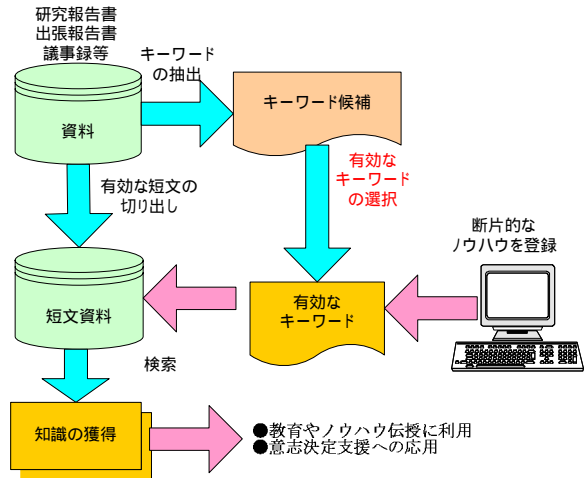 研究報告書
出張報告書
議事録等
キーワード
の抽出
資料
キーワード候補
有効な短文の
切り出し
有効な
キーワード
の選択
断片的な
ノウハウを登録
短文資料
有効な
キーワード
検索
知識の獲得
●教育やノウハウ伝授に利用
●意志決定支援への応用